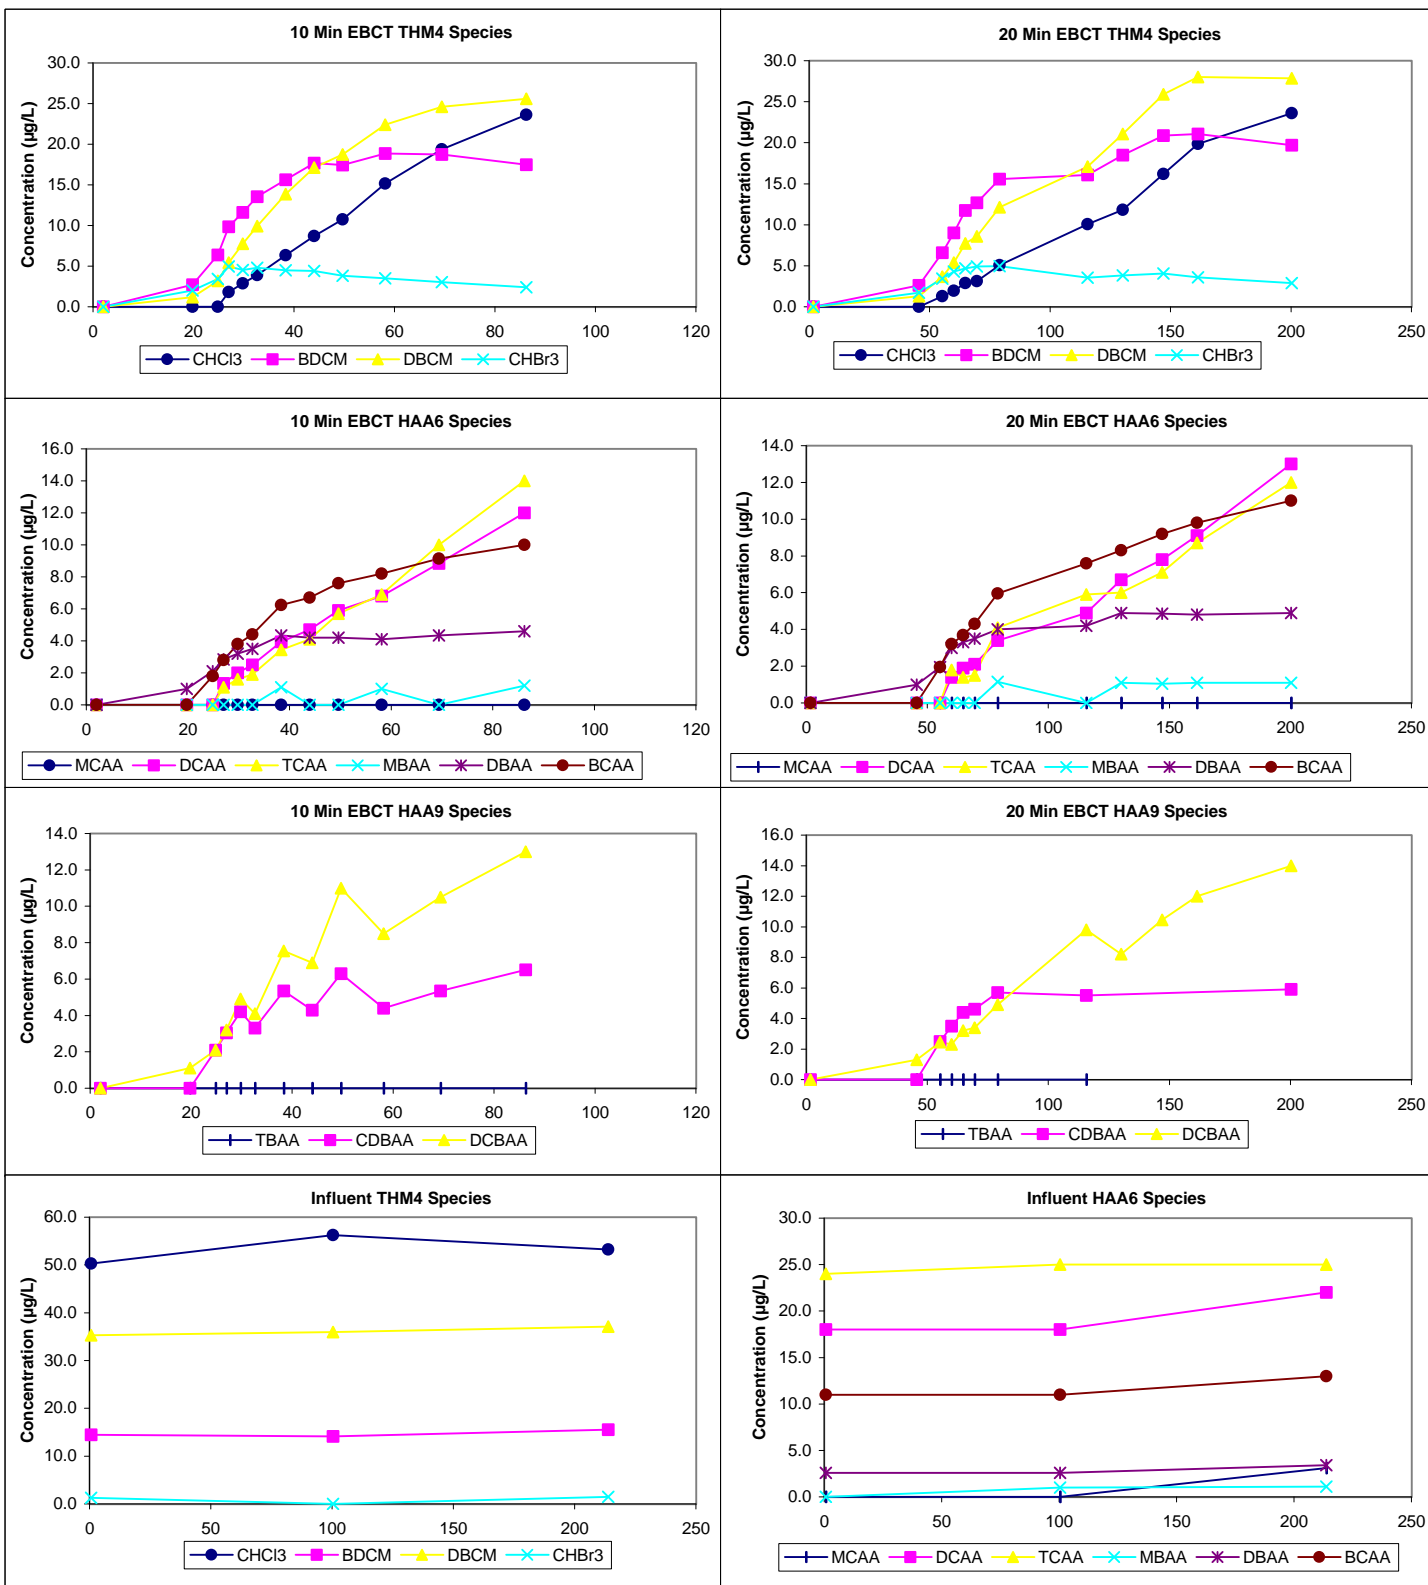 10 Min EBCT THM4 Species
Concentration (µg/L)
30.0
25.0
20.0
15.0
10.0
5.0
0.0
0 20 40 60 80 100 120
CHCl3 BDCM DBCM CHBr3
20 Min EBCT THM4 Species
Concentration (µg/L)
30.0
25.0
20.0
15.0
10.0
5.0
0.0
0 50 100 150 200 250
CHCl3 BDCM DBCM CHBr3
10 Min EBCT HAA6 Species
Concentration (µg/L)
16.0
14.0
12.0
10.0
8.0
6.0
4.0
2.0
0.0
0 20 40 60 80 100 120
MCAA DCAA TCAA MBAA DBAA BCAA
20 Min EBCT HAA6 Species
Concentration (µg/L)
14.0
12.0
10.0
8.0
6.0
4.0
2.0
0.0
0 50 100 150 200 250
MCAA DCAA TCAA MBAA DBAA BCAA
10 Min EBCT HAA9 Species
Concentration (µg/L)
14.0
12.0
10.0
8.0
6.0
4.0
2.0
0.0
0 20 40 60 80 100 120
TBAA CDBAA DCBAA
20 Min EBCT HAA9 Species
Concentration (µg/L)
16.0
14.0
12.0
10.0
8.0
6.0
4.0
2.0
0.0
0 50 100 150 200 250
TBAA CDBAA DCBAA
Influent THM4 Species
Concentration (µg/L)
60.0
50.0
40.0
30.0
20.0
10.0
0.0
0 50 100 150 200 250
CHCl3 BDCM DBCM CHBr3
Influent HAA6 Species
Concentration (µg/L)
30.0
25.0
20.0
15.0
10.0
5.0
0.0
0 50 100 150 200 250
MCAA DCAA TCAA MBAA DBAA BCAA